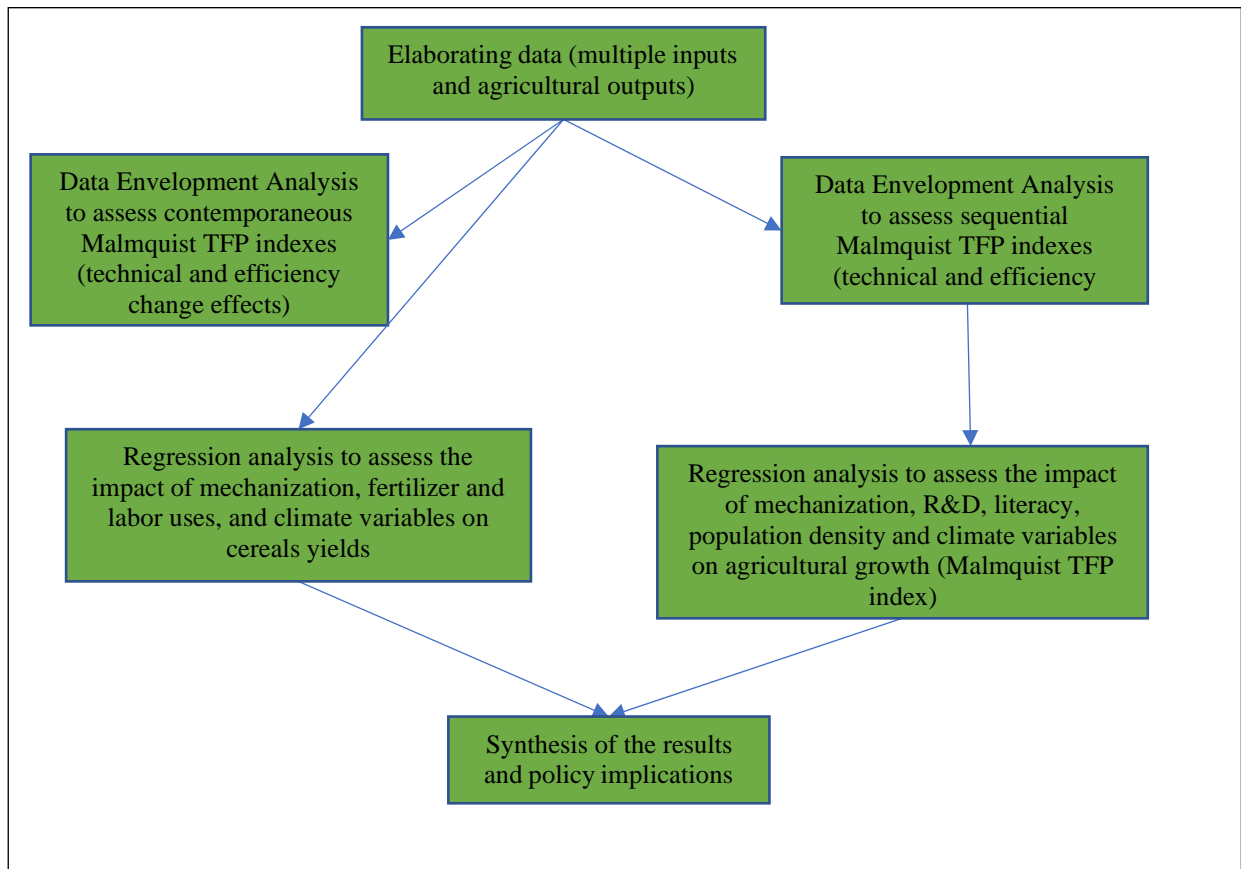 Elaborating data (multiple inputs
and agricultural outputs)
Data Envelopment Analysis
to assess contemporaneous
Malmquist TFP indexes
(technical and efficiency
change effects)
Data Envelopment Analysis
to assess sequential
Malmquist TFP indexes
(technical and efficiency
Regression analysis to assess the
impact of mechanization, fertilizer and
labor uses, and climate variables on
cereals yields
Regression analysis to assess the impact
of mechanization, R&D, literacy,
population density and climate variables
on agricultural growth (Malmquist TFP
index)
Synthesis of the results
and policy implications